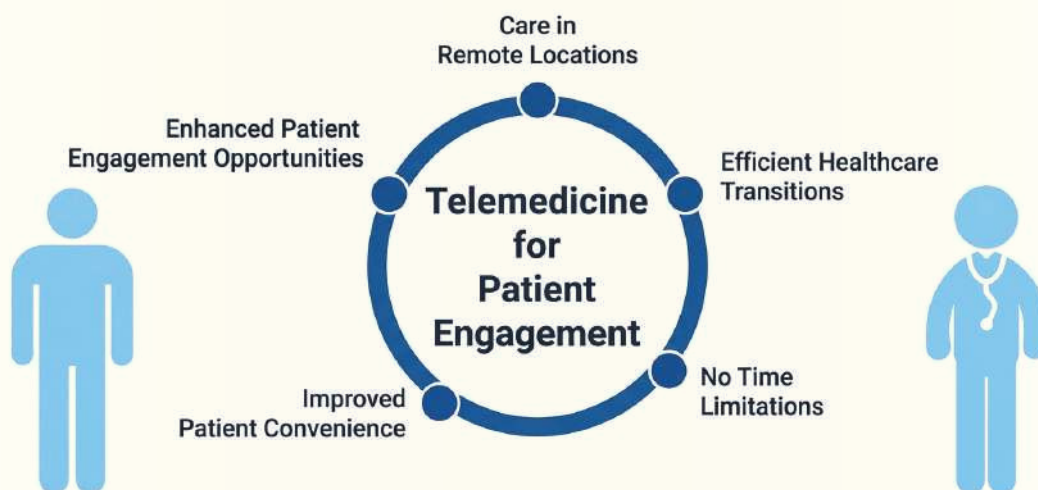 Care in
Remote Locations
Enhanced Patient
Engagement Opportunities
Efficient Healthcare
Transitions
Telemedicine
for
Patient
Engagement
Improved
Patient Convenience
No Time
Limitations